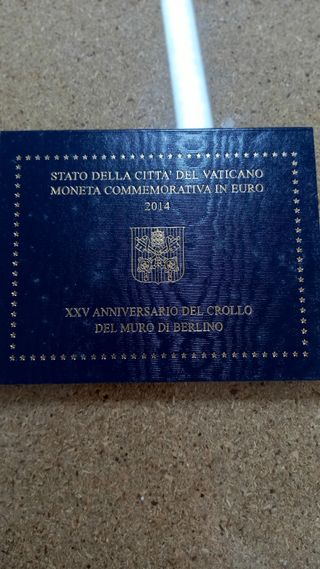 STATO DELLA CITTA' DEL VATICANO
MONETA COMMEMORATIVA IN EURO
2014
XXV ANNIVERSARIO DEL CROLLO
DEL MURO DI BERLINO